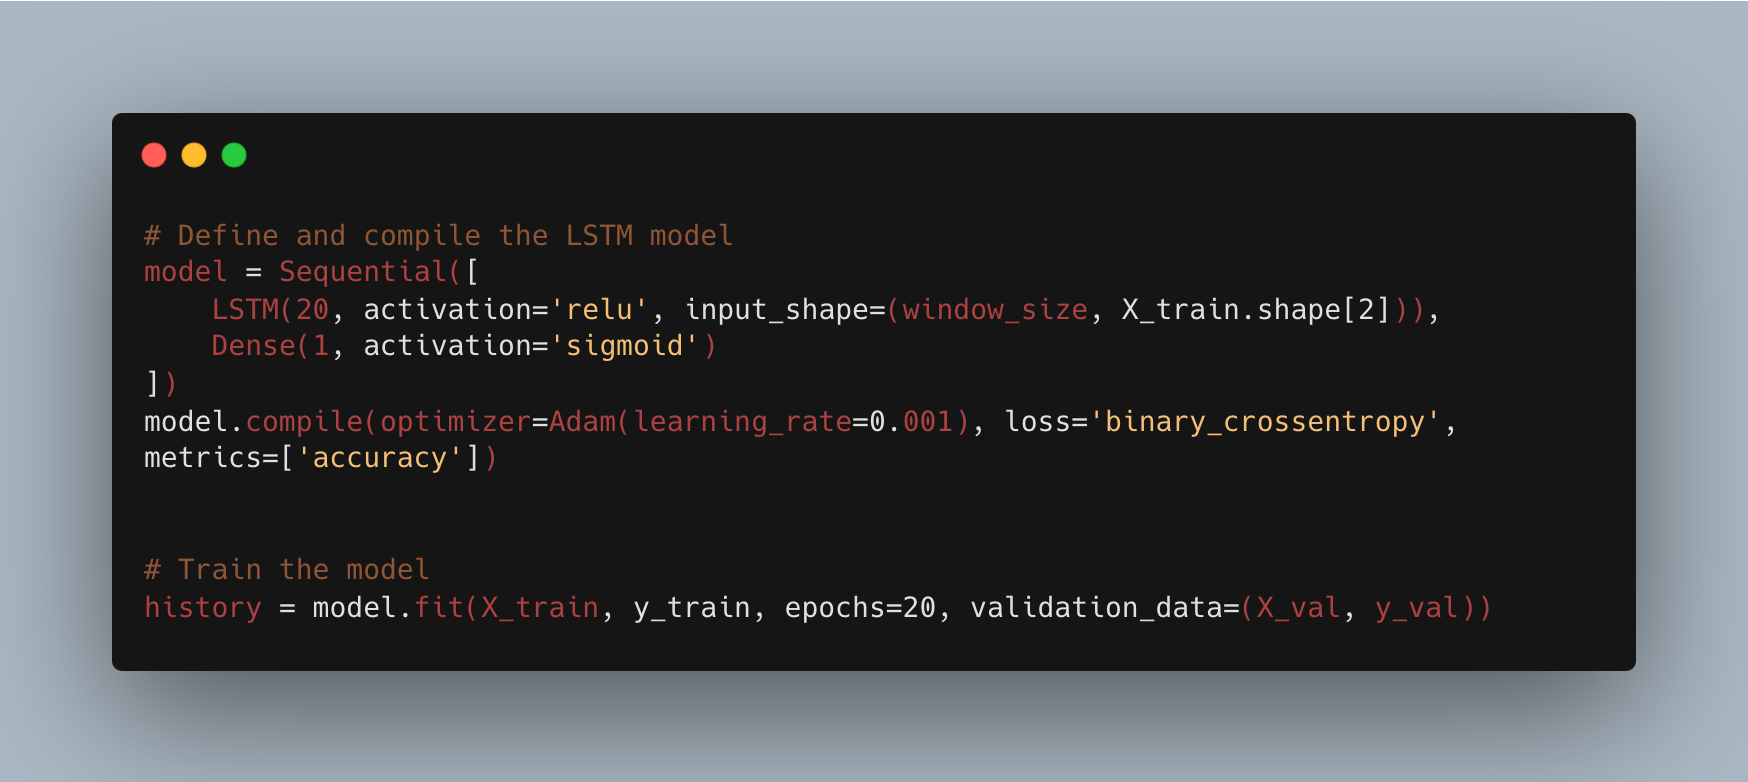 # Define and compile the LSTM model
model = Sequential([
    LSTM(20, activation='relu', input_shape=(window_size, X_train.shape[2])),
    Dense(1, activation='sigmoid')
])
model.compile(optimizer=Adam(learning_rate=0.001), loss='binary_crossentropy',
metrics=['accuracy'])
# Train the model
history = model.fit(X_train, y_train, epochs=20, validation_data=(X_val, y_val))